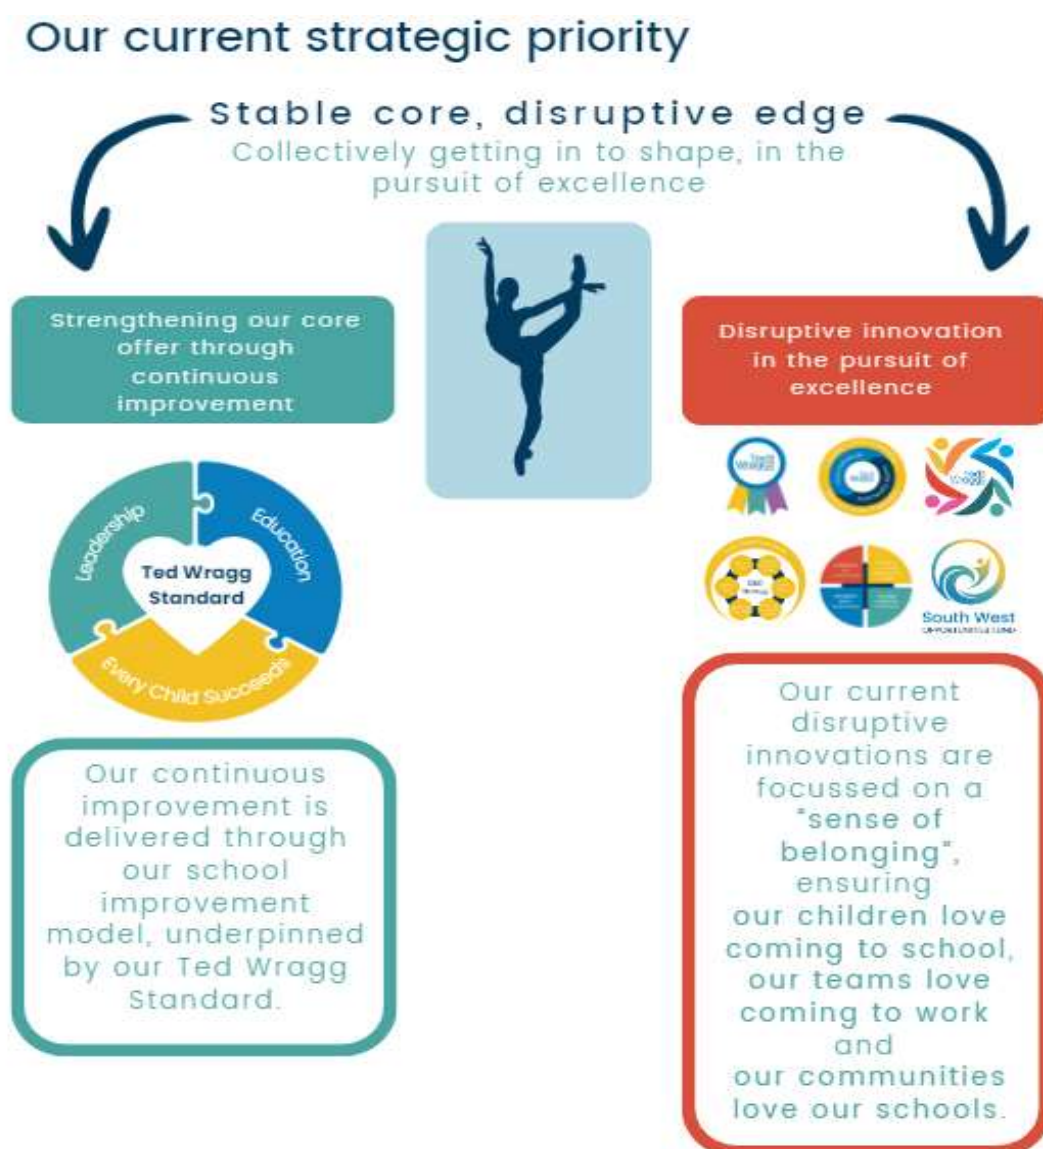 Our current strategic priority
Stable core, disruptive edge
Collectively getting in to shape, in the
pursuit of excellence
Strengthening our core
offer through
continuous
improvement
Leadership
Education
Ted Wragg
Standard
Every Child Succeeds
Our continuous
improvement is
delivered through
our school
improvement
model, underpinned
by our Ted Wragg
Standard.
Disruptive innovation
in the pursuit of
excellence
South West
Our current
disruptive
innovations are
focussed on a
"sense of
belonging",
ensuring
our children love
coming to school,
our teams love
coming to work
and
our communities
love our schools.